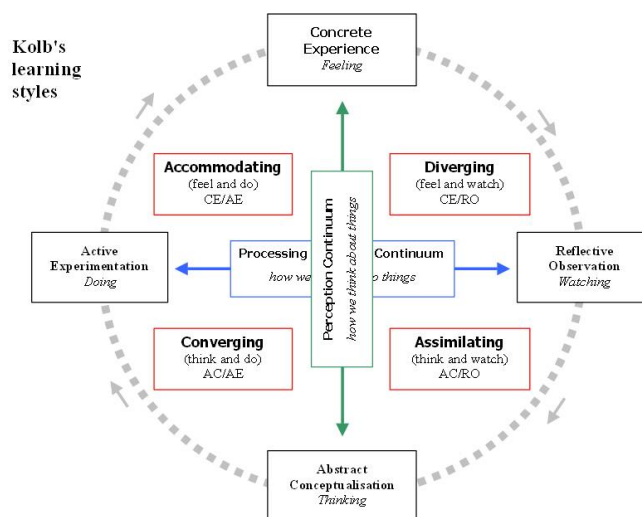 Kolb's
learning
styles
Concrete
Experience
Feeling
Accommodating
(feel and do)
CE/AE
Diverging
(feel and watch)
CE/RO
Perception Continuum
how we think about things
Active
Experimentation
Doing
Processing Continuum
how we things
Reflective
Observation
Watching
Converging
(think and do)
AC/AE
Assimilating
(think and watch)
AC/RO
Abstract
Conceptualisation
Thinking